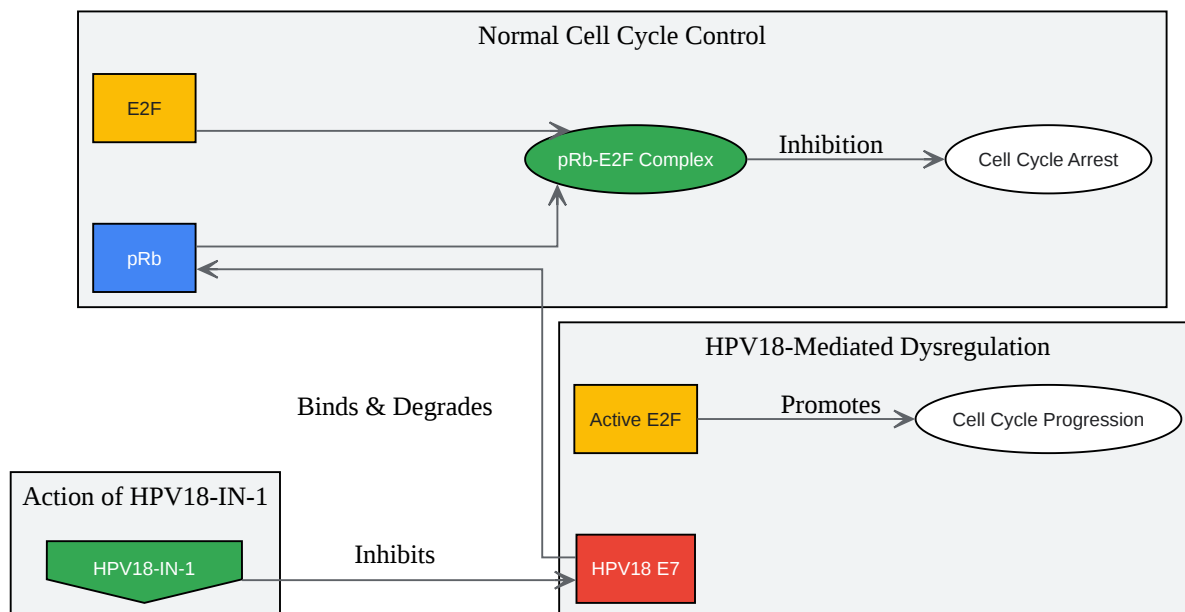 Normal Cell Cycle Control
E2F
pRb-E2F Complex
Inhibition
Cell Cycle Arrest
pRb
HPV18-Mediated Dysregulation
Binds & Degrades
Active E2F
Promotes
Cell Cycle Progression
Action of HPV18-IN-1
HPV18-IN-1
Inhibits
HPV18 E7